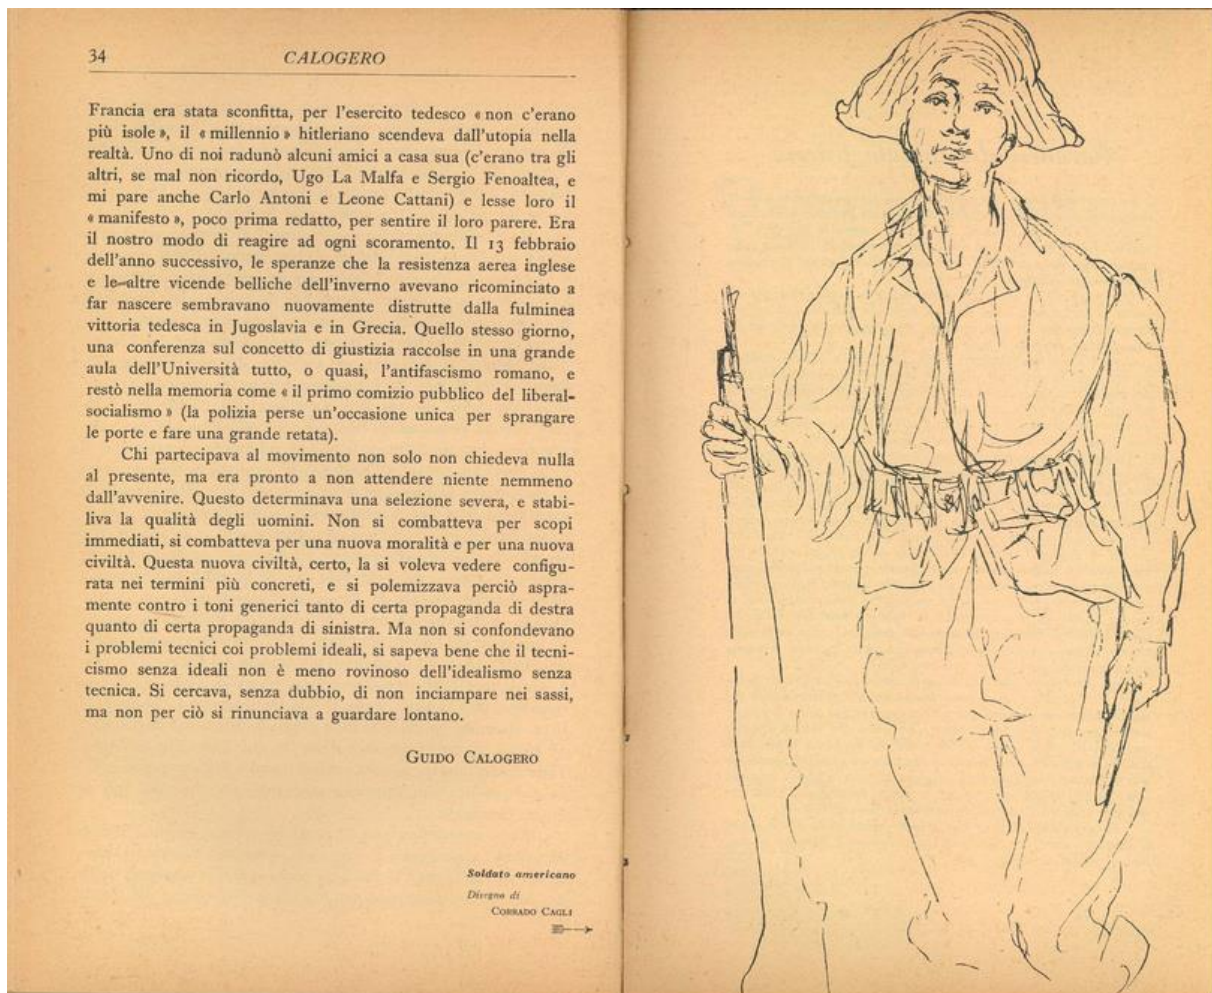 34
CALOGERO
Francia era stata sconfitta, per l'esercito tedesco « non c'erano
più isole », il « millennio » hitleriano scendeva dall'utopia nella
realtà. Uno di noi radunò alcuni amici a casa sua (c'erano tra gli
altri, se mal non ricordo, Ugo La Malfa e Sergio Fenoaltea, e
mi pare anche Carlo Antoni e Leone Cattani) e lesse loro il
« manifesto », poco prima redatto, per sentire il loro parere. Era
il nostro modo di reagire ad ogni scoramento. Il 13 febbraio
dell'anno successivo, le speranze che la resistenza aerea inglese
e le altre vicende belliche dell'inverno avevano ricominciato a
far nascere sembravano nuovamente distrutte dalla fulminea
vittoria tedesca in Jugoslavia e in Grecia. Quello stesso giorno,
una conferenza sul concetto di giustizia raccolse in una grande
aula dell'Università tutto, o quasi, l'antifascismo romano, e
restò nella memoria come « il primo comizio pubblico del liberal-
socialismo » (la polizia perse un'occasione unica per sprangare
le porte e fare una grande retata).
Chi partecipava al movimento non solo non chiedeva nulla
al presente, ma era pronto a non attendere niente nemmeno
dall'avvenire. Questo determinava una selezione severa, e stabi-
liva la qualità degli uomini. Non si combatteva per scopi
immediati, si combatteva per una nuova moralità e per una nuova
civiltà. Questa nuova civiltà, certo, la si voleva vedere configu-
rata nei termini più concreti, e si polemizzava perciò aspra-
mente contro i toni generici tanto di certa propaganda di destra
quanto di certa propaganda di sinistra. Ma non si confondevano
i problemi tecnici coi problemi ideali, si sapeva bene che il tecni-
cismo senza ideali non è meno rovinoso dell'idealismo senza
tecnica. Si cercava, senza dubbio, di non inciampare nei sassi,
ma non per ciò si rinunciava a guardare lontano.
GUIDO CALOGERO
Soldato americano
Disegno di
CORRADO CAGLI